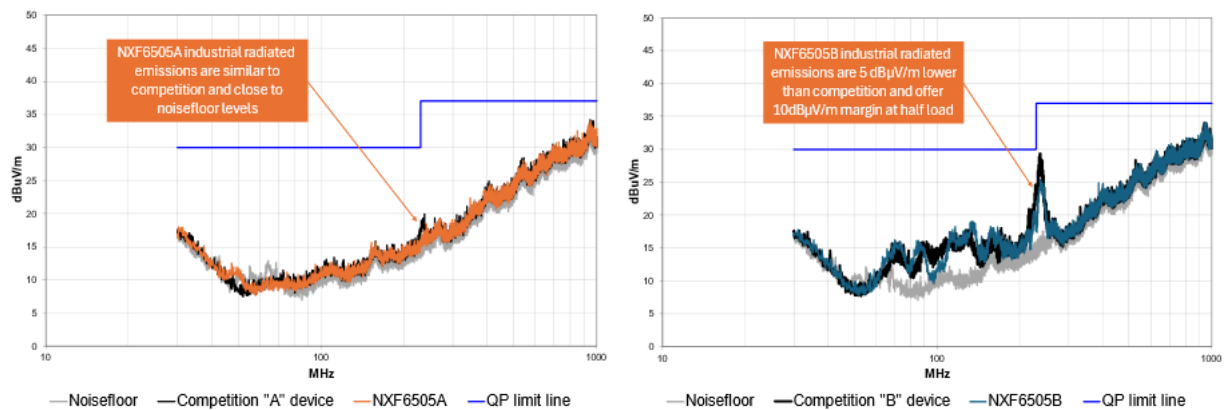 50
45
40
35
30
25
20
15
10
5
0
dBuV/m
NXF6505A industrial radiated
emissions are similar to
competition and close to
noisefloor levels
10
100
1000
MHz
Noisefloor
Competition "A" device
NXF6505A
QP limit line
50
45
40
35
30
25
20
15
10
5
0
dBuV/m
NXF6505B industrial radiated
emissions are 5 dBµV/m lower
than competition and offer
10dBµV/m margin at half load
10
100
1000
MHz
Noisefloor
Competition "B" device
NXF6505B
QP limit line